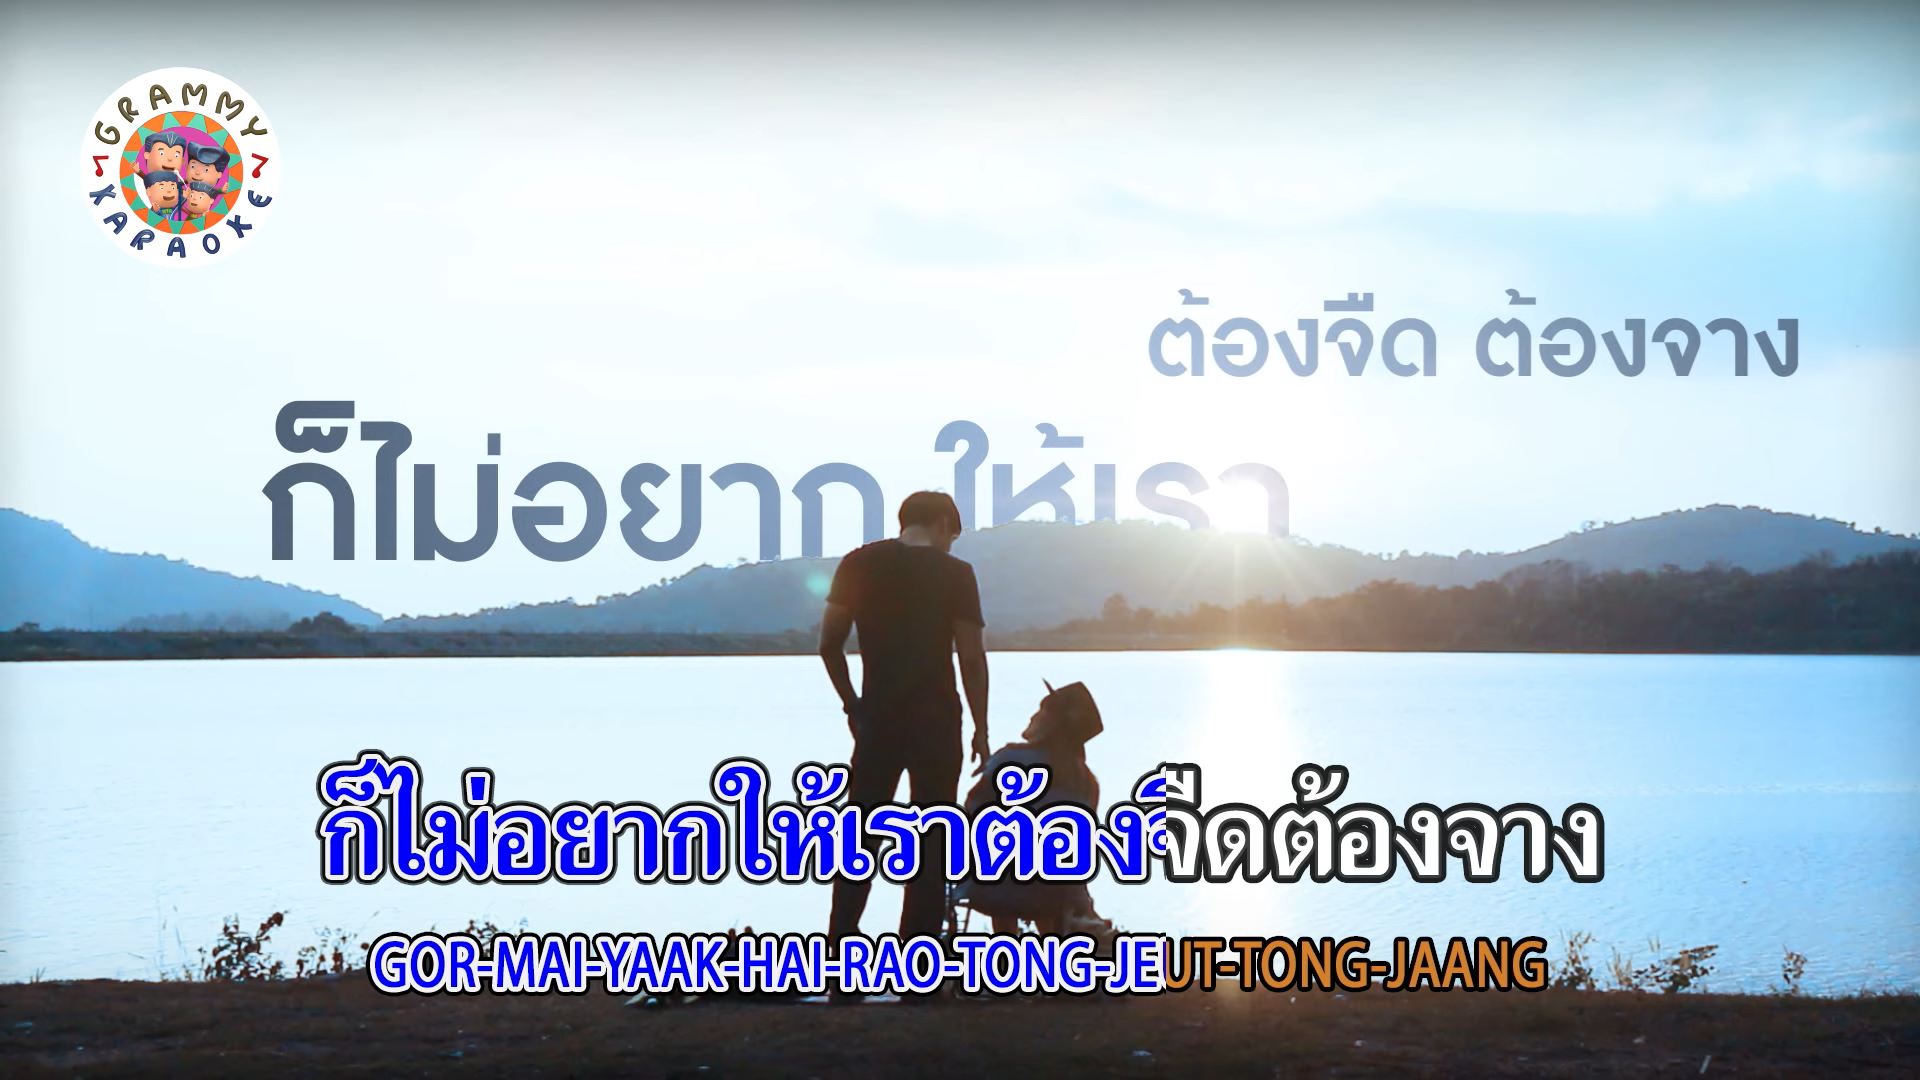 GRAMMY
KARAOKE
ต้องจืด ต้องจาง
ก็ไม่อยาก ให้เรา
ก็ไม่อยากให้เราต้องจืดต้องจาง
GOR-MAI-YAAK-HAI-RAO-TONG-JEUT-TONG-JAANG